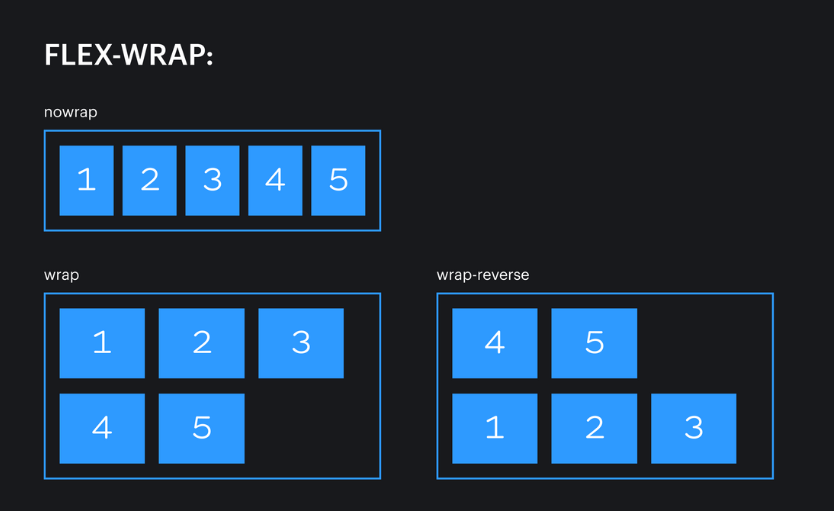 FLEX-WRAP:
nowrap
1 2 3 4 5
wrap
1 2 3
4 5
wrap-reverse
4 5
1 2 3